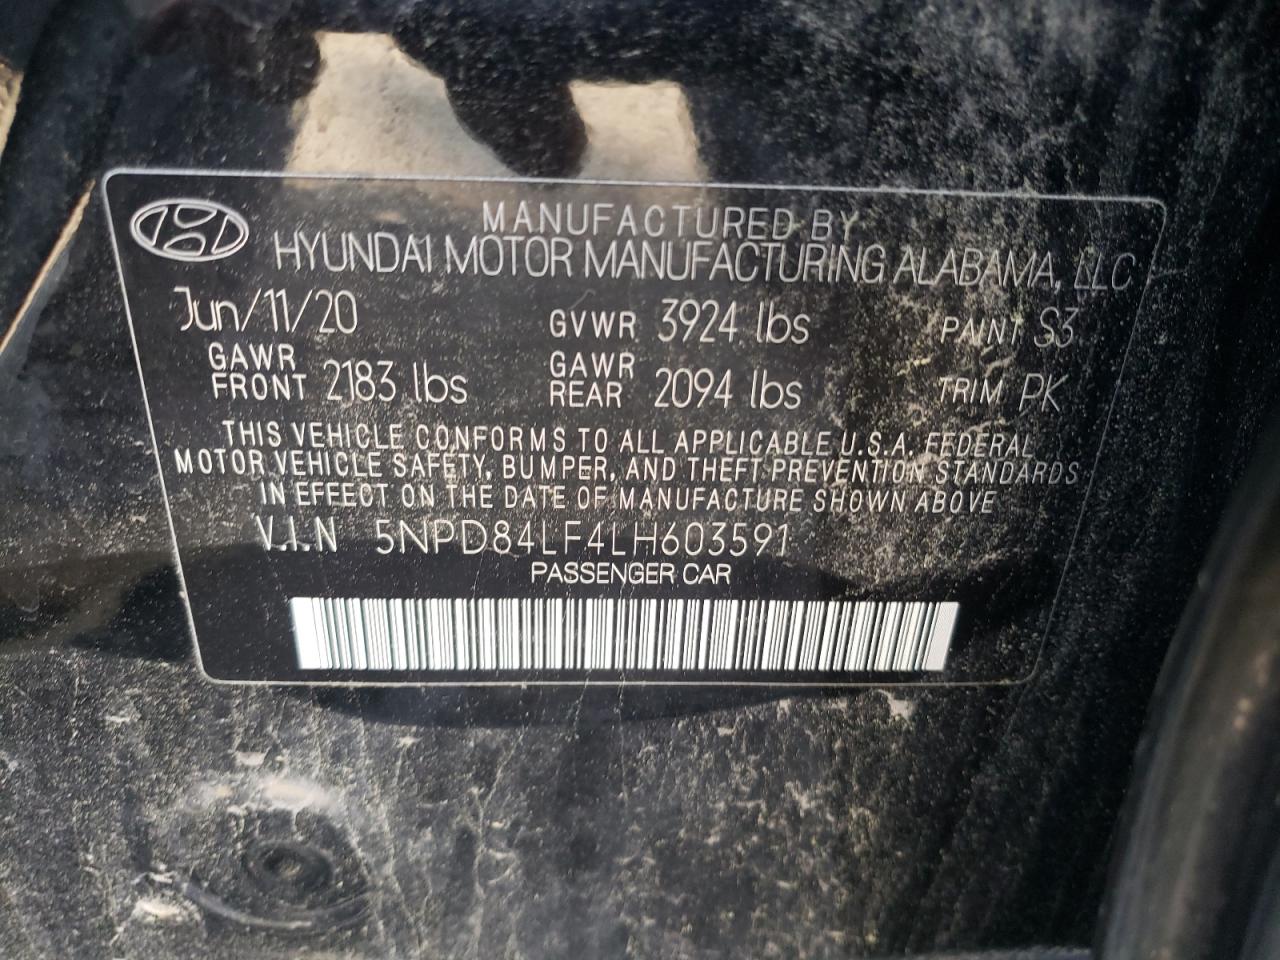 MANUFACTURED BY
HYUNDAI MOTOR MANUFACTURING ALABAMA, LLC
Jun/11/20 GVWR 3924 lbs PAINT S3
GAWR FRONT 2183 lbs GAWR REAR 2094 lbs TRIM PK
THIS VEHICLE CONFORMS TO ALL APPLICABLE U.S.A. FEDERAL
MOTOR VEHICLE SAFETY, BUMPER, AND THEFT PREVENTION STANDARDS
IN EFFECT ON THE DATE OF MANUFACTURE SHOWN ABOVE
V.I.N 5NPD84LF4LH603591
PASSENGER CAR